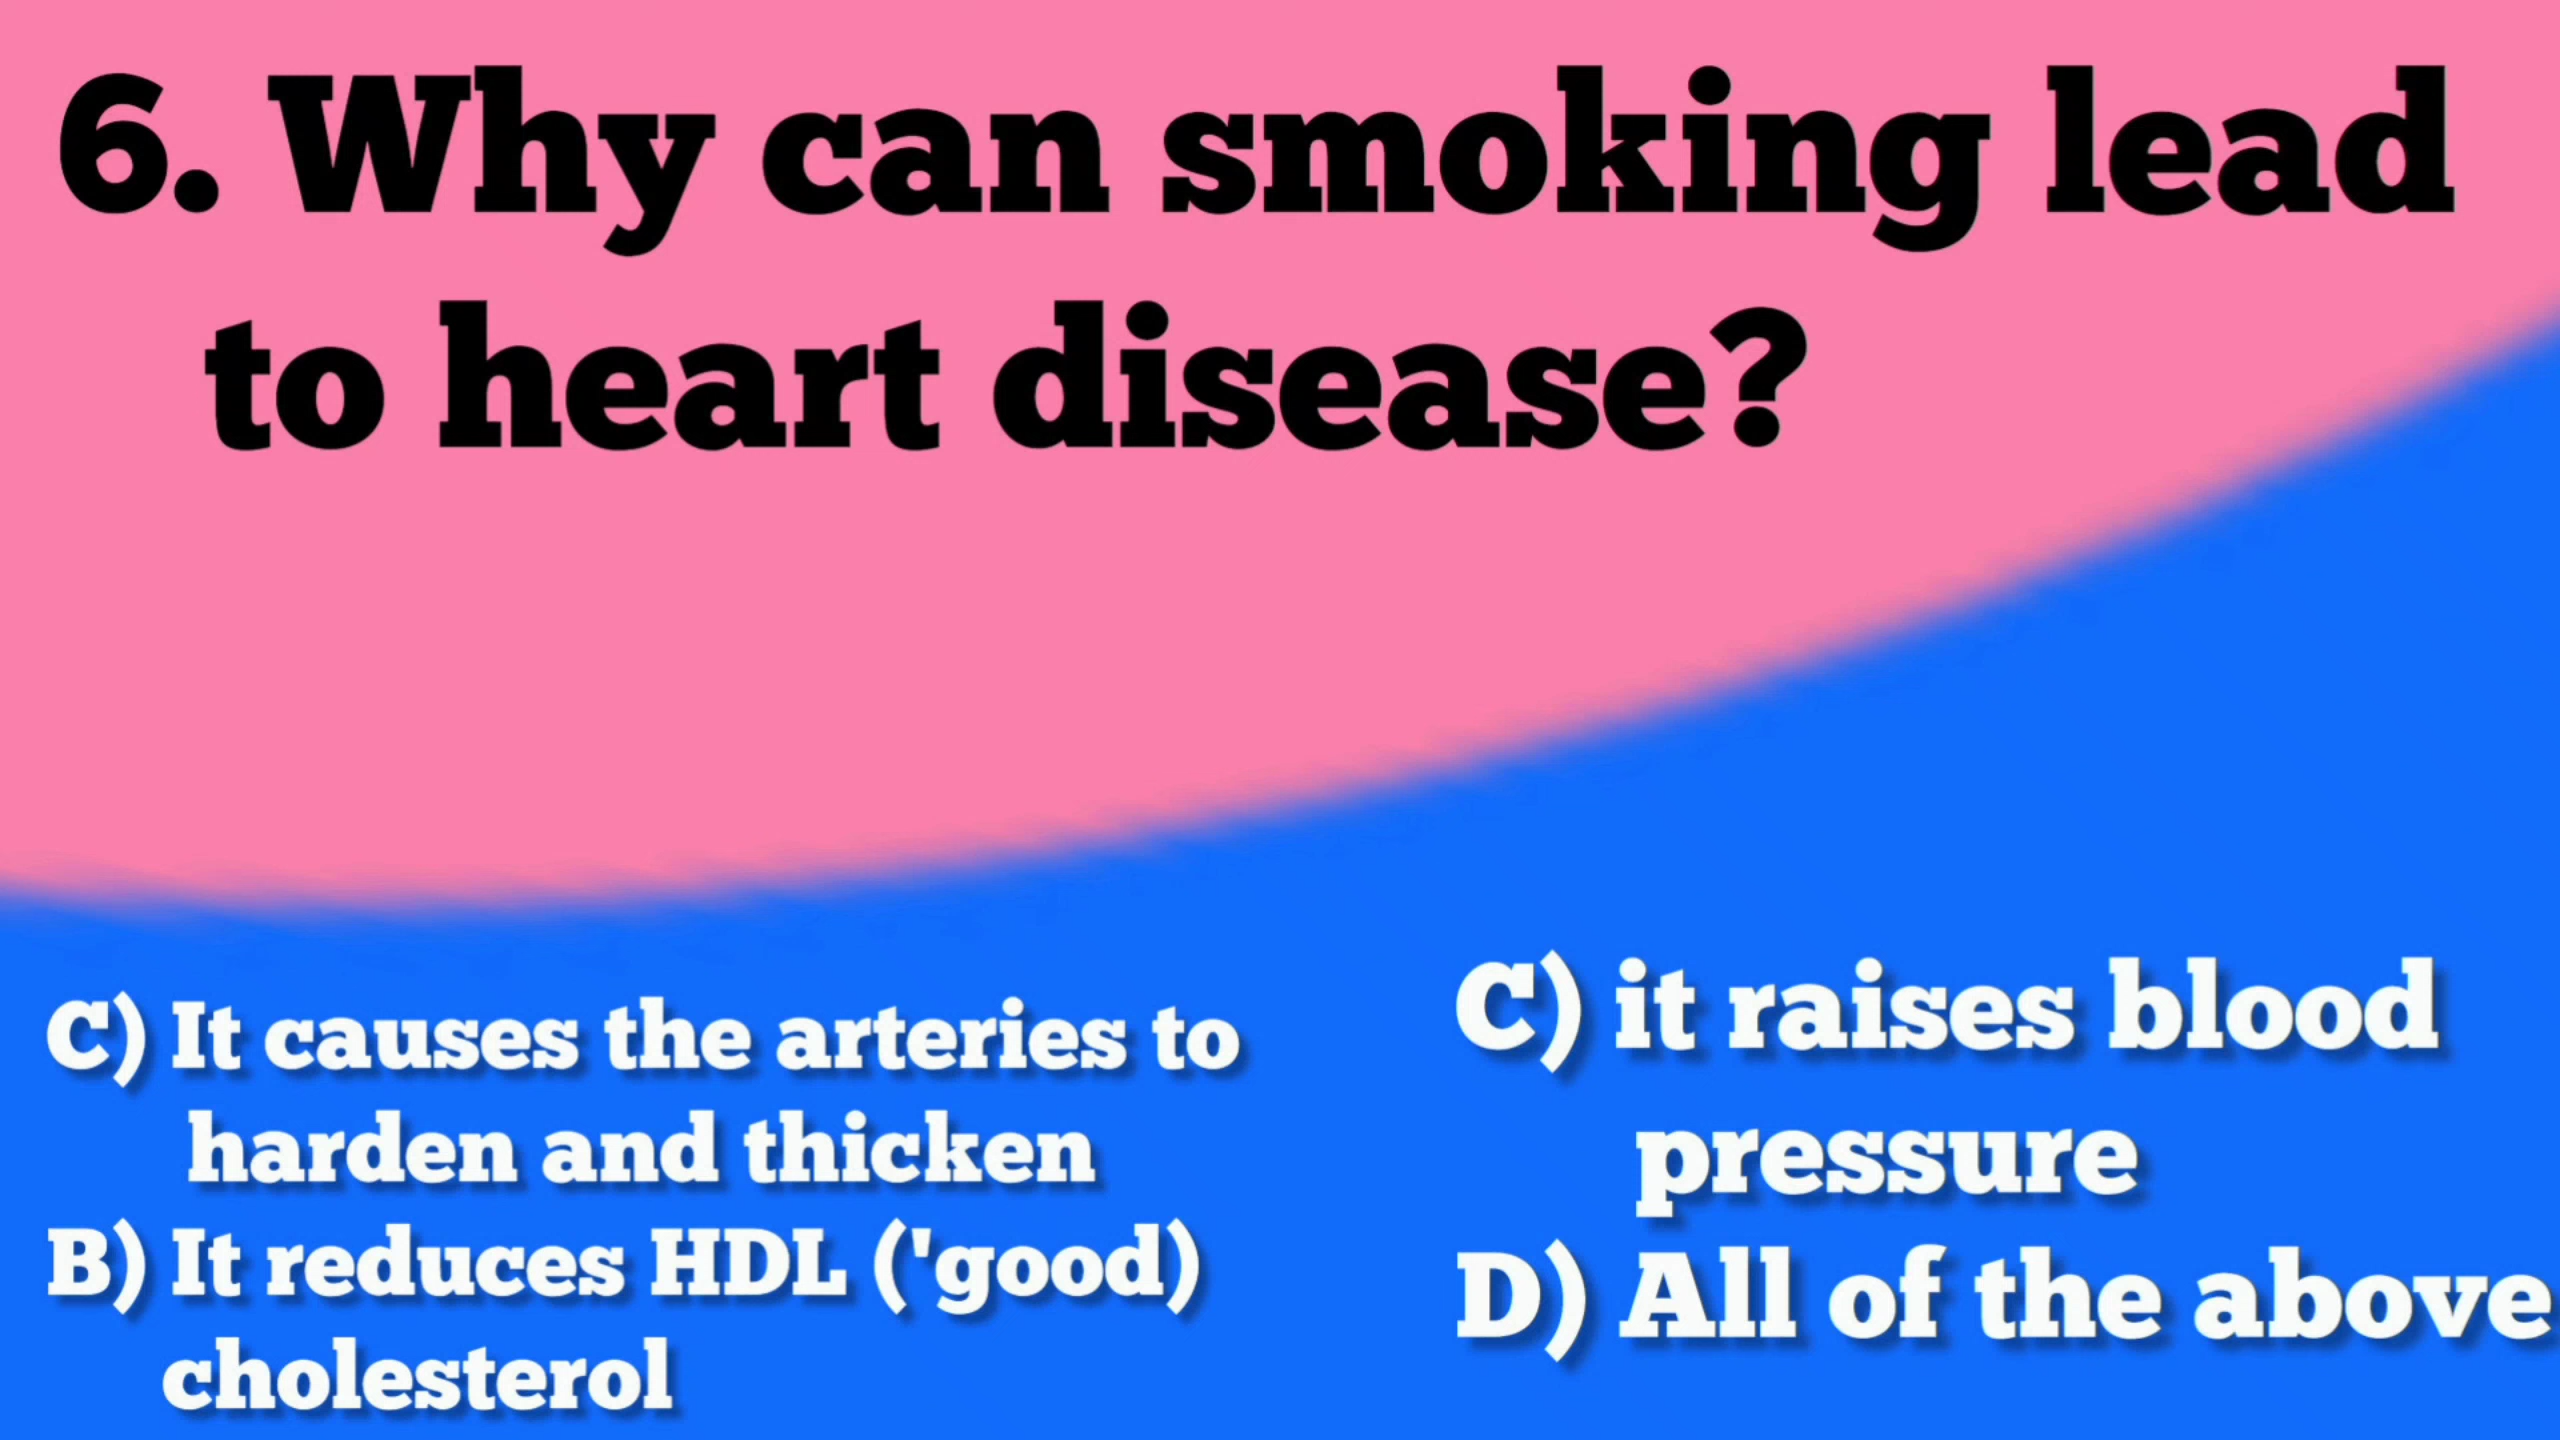 6. Why can smoking lead
to heart disease?
C) It causes the arteries to
harden and thicken
B) It reduces HDL ('good)
cholesterol
C) it raises blood
pressure
D) All of the above